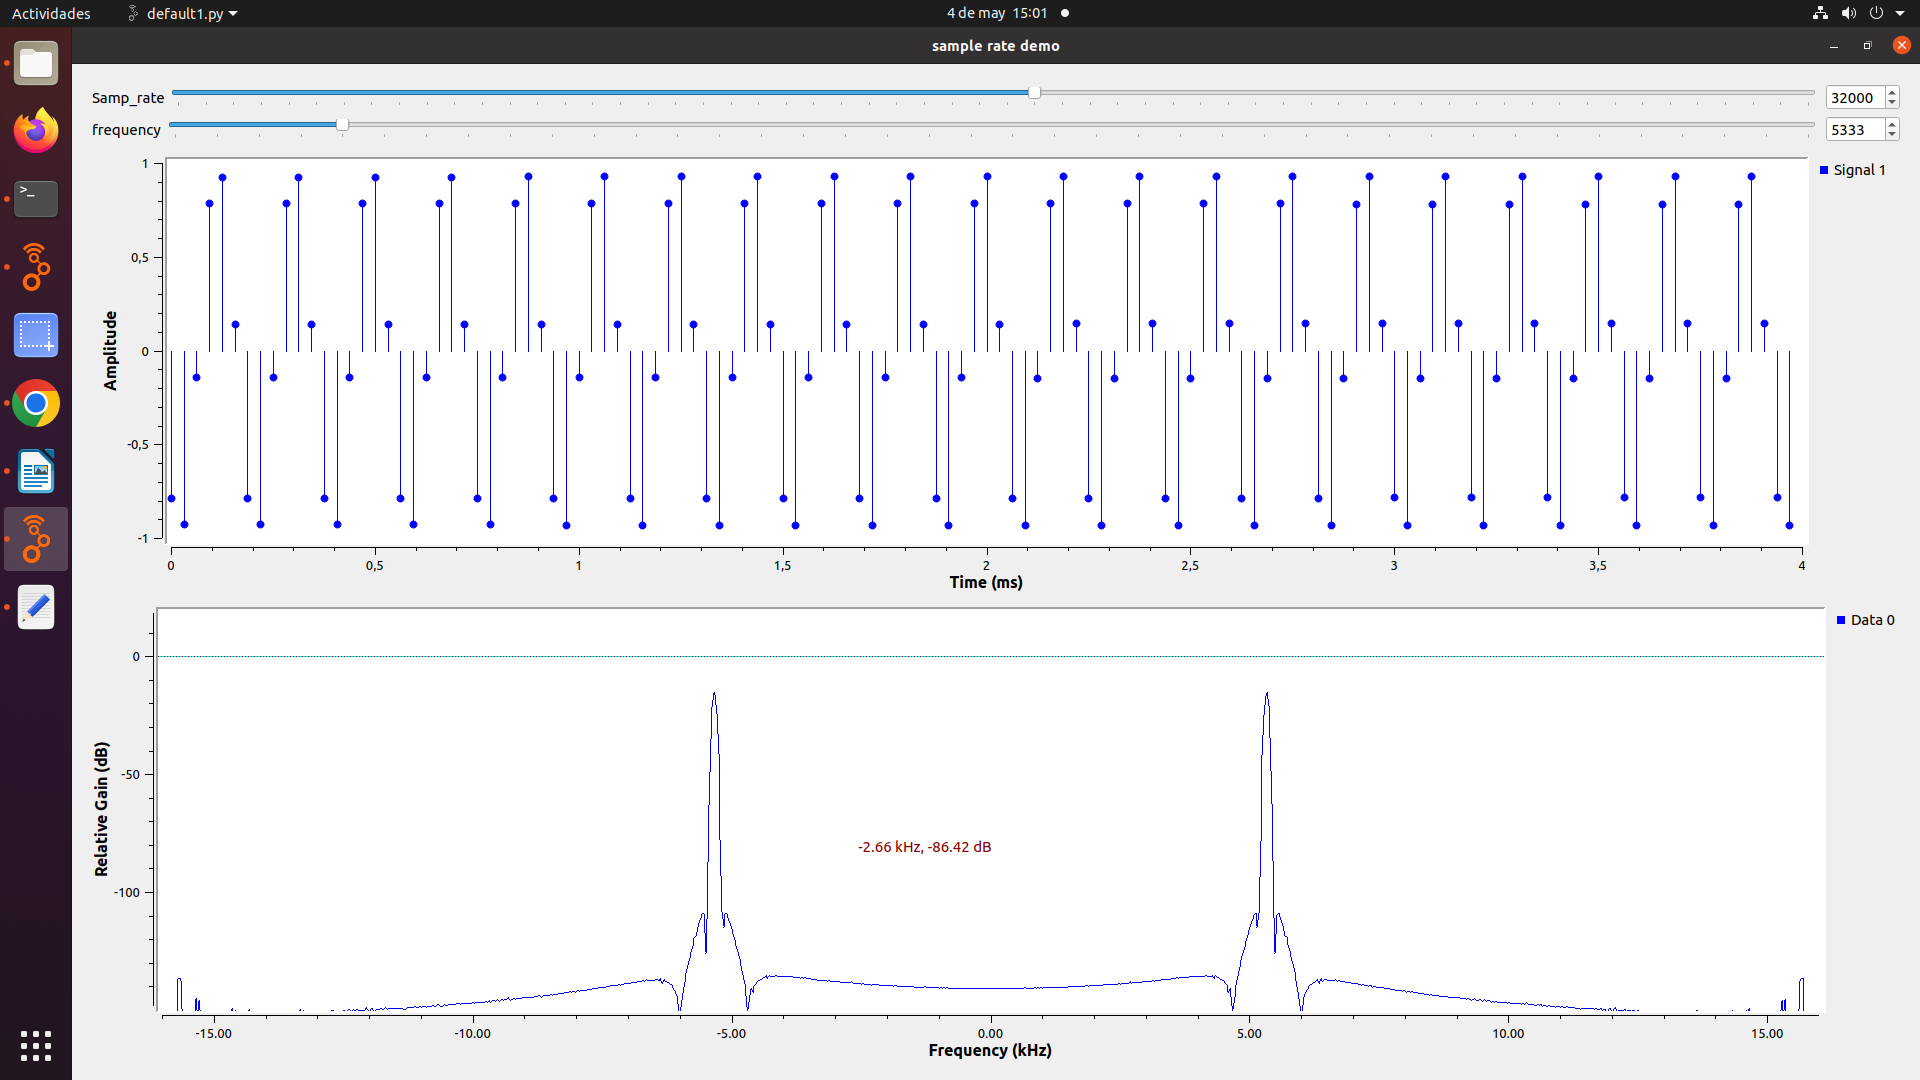 Actividades default1.py 4 de may 15:01
sample rate demo
Samp_rate 32000
frequency 5333
Signal 1
1
0,5
0
-0,5
-1
Amplitude
0 0,5 1 1,5 2 2,5 3 3,5 4
Time (ms)
Data 0
0
-50
-100
Relative Gain (dB)
-2.66 kHz, -86.42 dB
-15.00 -10.00 -5.00 0.00 5.00 10.00 15.00
Frequency (kHz)